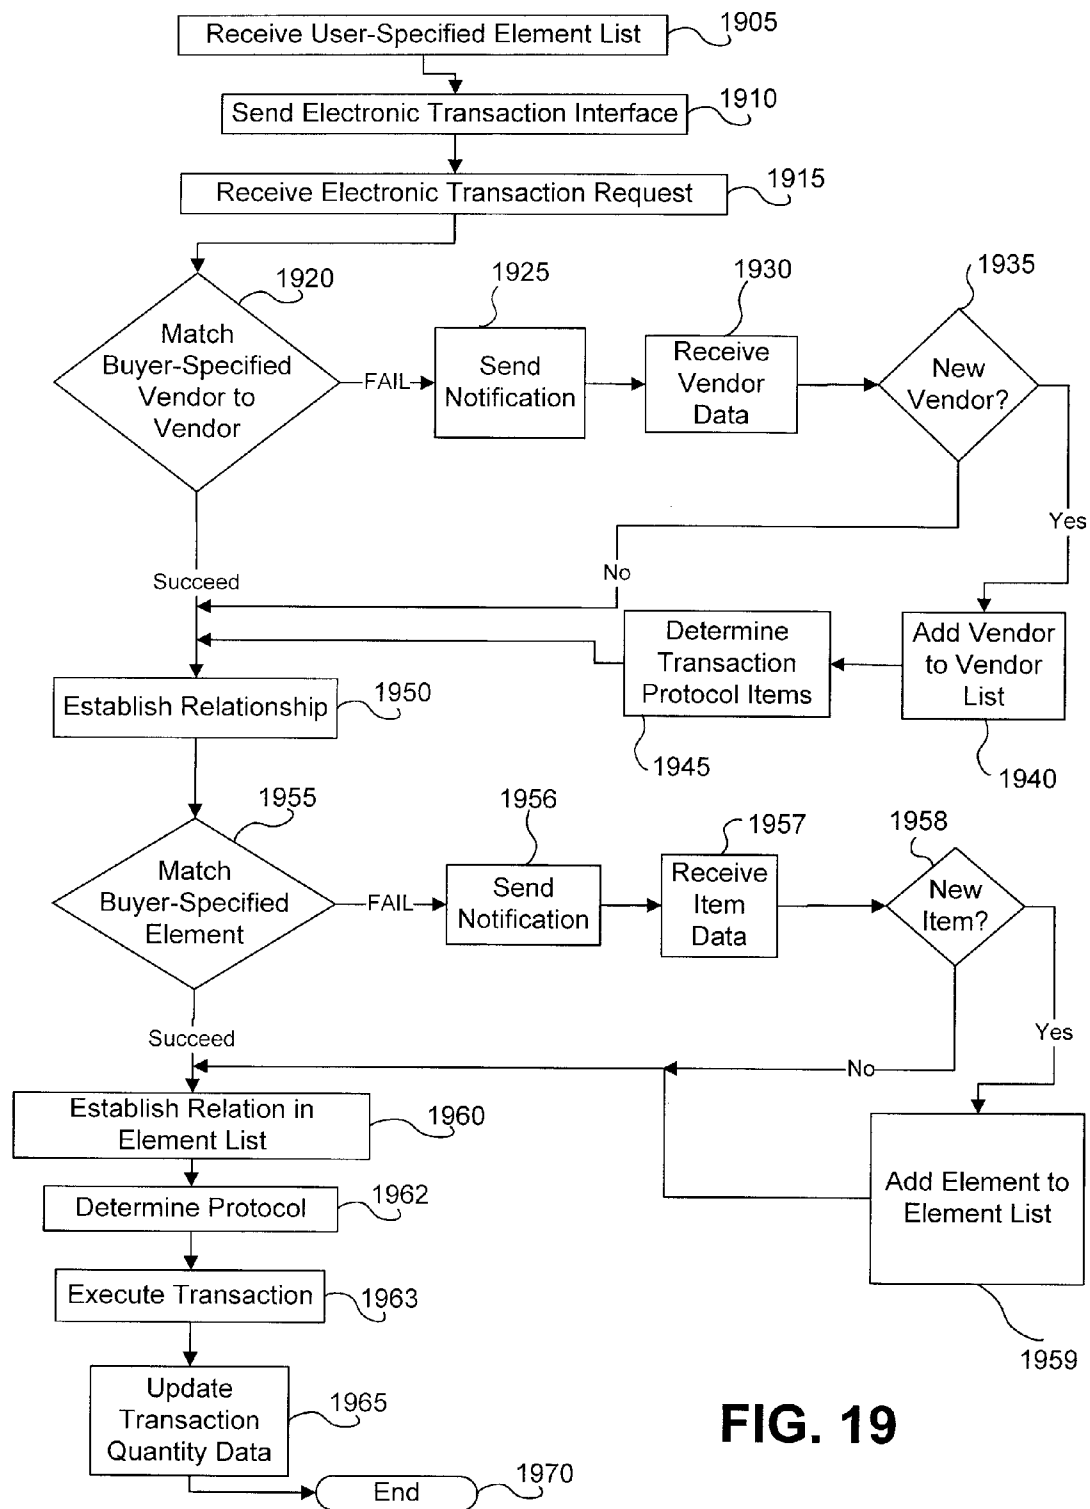 Receive User-Specified Element List
1905
Send Electronic Transaction Interface
1910
Receive Electronic Transaction Request
1915
1920
1925
1930
1935
Match
Buyer-Specified
Vendor to
Vendor
FAIL
Send
Notification
Receive
Vendor
Data
New
Vendor?
Yes
No
Succeed
Determine
Transaction
Protocol Items
Add Vendor
to Vendor
List
1945
1940
Establish Relationship
1950
1955
1956
1957
1958
Match
Buyer-Specified
Element
FAIL
Send
Notification
Receive
Item
Data
New
Item?
Yes
No
Succeed
Establish Relation in
Element List
1960
Add Element to
Element List
1959
Determine Protocol
1962
Execute Transaction
1963
Update
Transaction
Quantity Data
1965
End
1970
FIG. 19